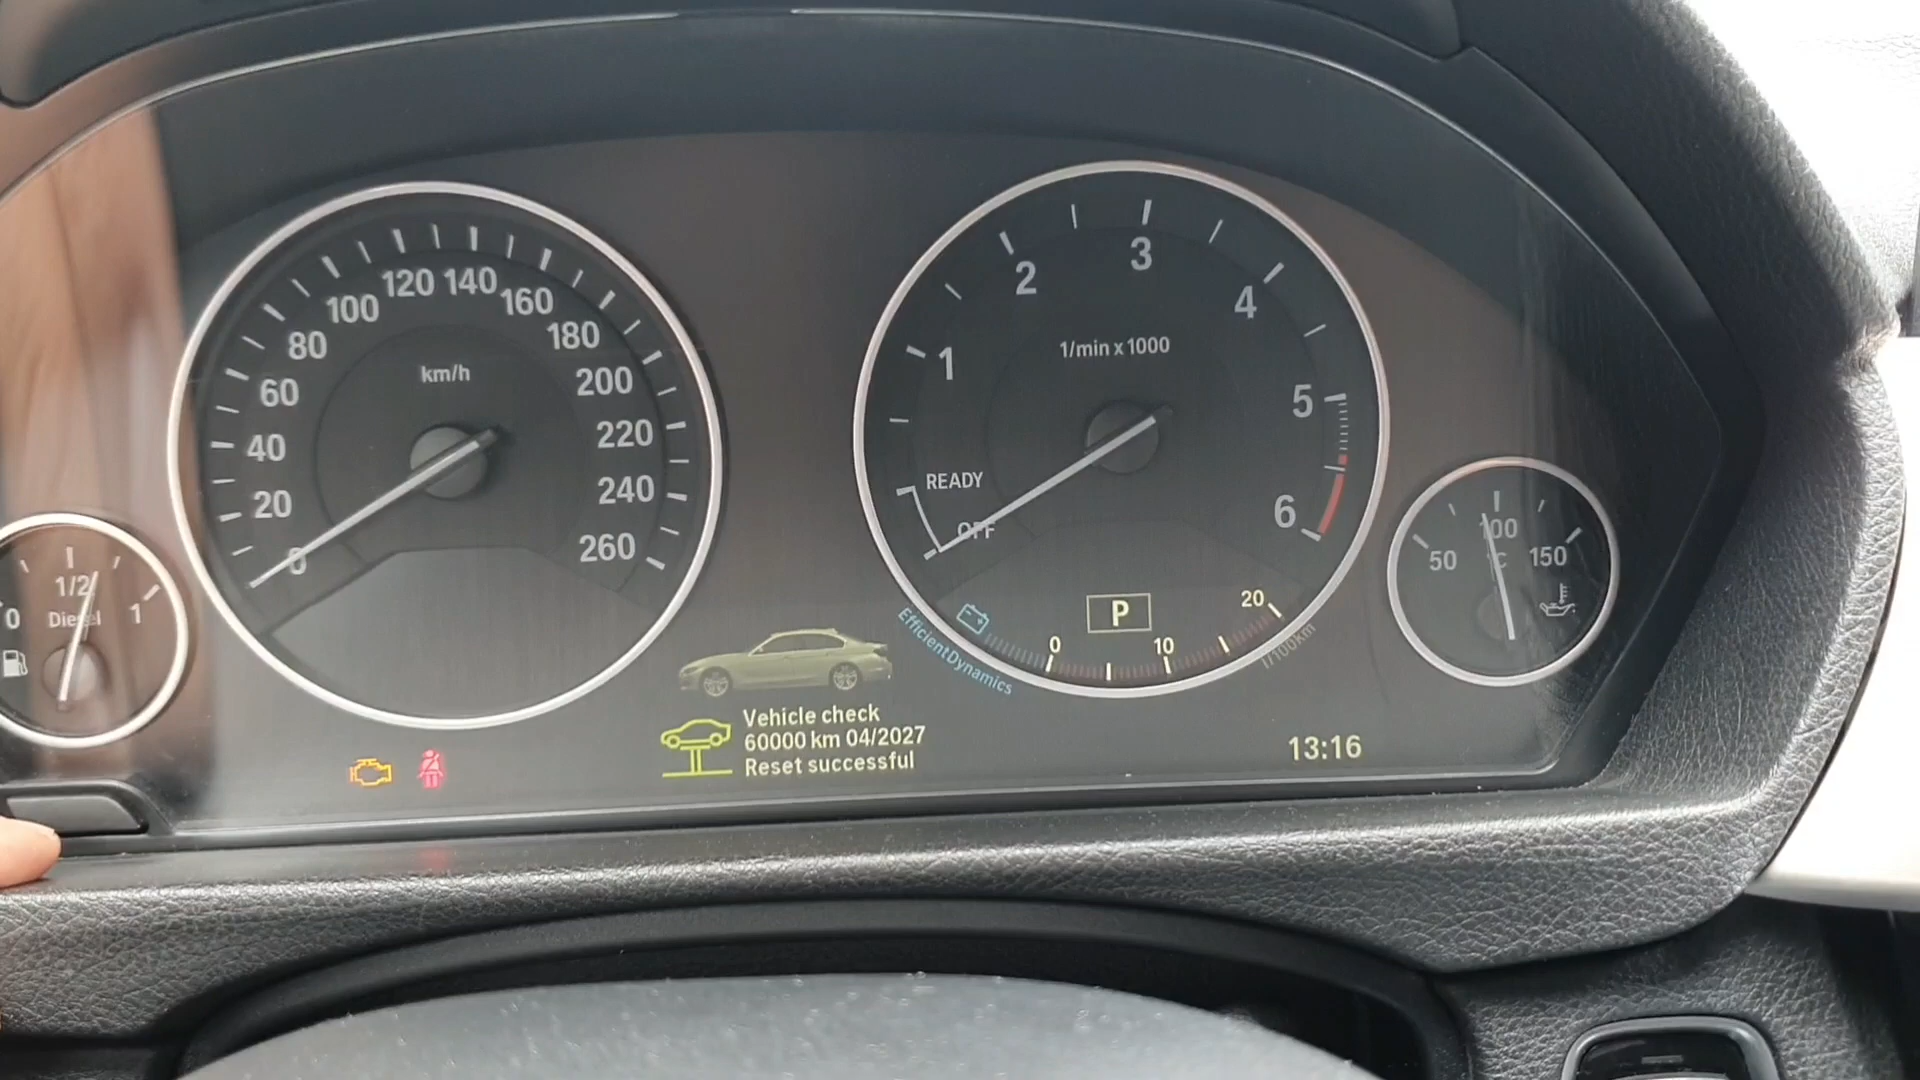 0 20 40 60 80 100 120 140 160 180 200 220 240 260
km/h
1 2 3 4 5 6
1/min x 1000
READY
OFF
50 100 150
°C
0 1/2 1
Diesel
P
0 10 20
EfficientDynamics
l/100km
Vehicle check
60000 km 04/2027
Reset successful
13:16